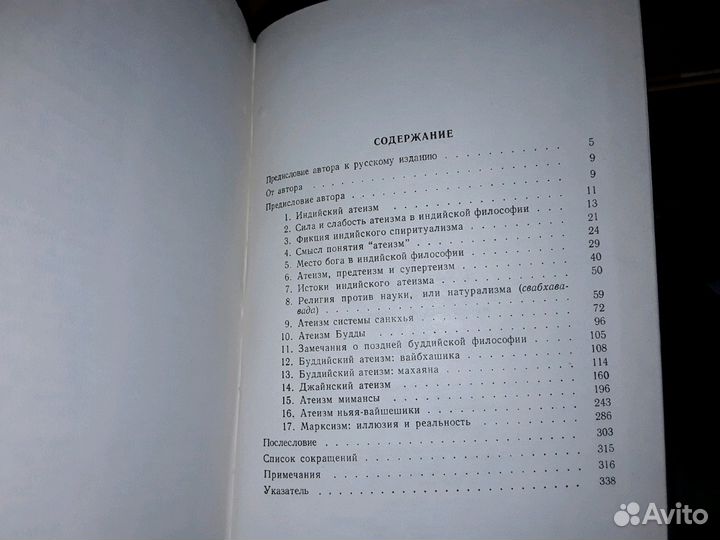 СОДЕРЖАНИЕ
Предисловие автора к русскому изданию . . . . . . . . . 5
От автора . . . . . . . . . . . . . . . . . . . . 9
Предисловие автора . . . . . . . . . . . . . . . . . 9
1. Индийский атеизм . . . . . . . . . . . . . . . 11
2. Сила и слабость атеизма в индийской философии . . . . 13
3. Фикция индийского спиритуализма . . . . . . . . . 21
4. Смысл понятия "атеизм" . . . . . . . . . . . . . 24
5. Место бога в индийской философии . . . . . . . . . 29
6. Атеизм, предтеизм и супертеизм . . . . . . . . . . 40
7. Истоки индийского атеизма . . . . . . . . . . . . 50
8. Религия против науки, или натурализма (свабхава-
вада) . . . . . . . . . . . . . . . . . . . . 59
9. Атеизм системы санкхья . . . . . . . . . . . . . 72
10. Атеизм Будды . . . . . . . . . . . . . . . . . 96
11. Замечания о поздней буддийской философии . . . . . 105
12. Буддийский атеизм: вайбхашика . . . . . . . . . . 108
13. Буддийский атеизм: махаяна . . . . . . . . . . . 114
14. Джайнский атеизм . . . . . . . . . . . . . . . 160
15. Атеизм мимансы . . . . . . . . . . . . . . . . 196
16. Атеизм ньяя-вайшешики . . . . . . . . . . . . . 243
17. Марксизм: иллюзия и реальность . . . . . . . . . 286
Послесловие . . . . . . . . . . . . . . . . . . . 303
Список сокращений . . . . . . . . . . . . . . . . 315
Примечания . . . . . . . . . . . . . . . . . . . 316
Указатель . . . . . . . . . . . . . . . . . . . . 338
Avito